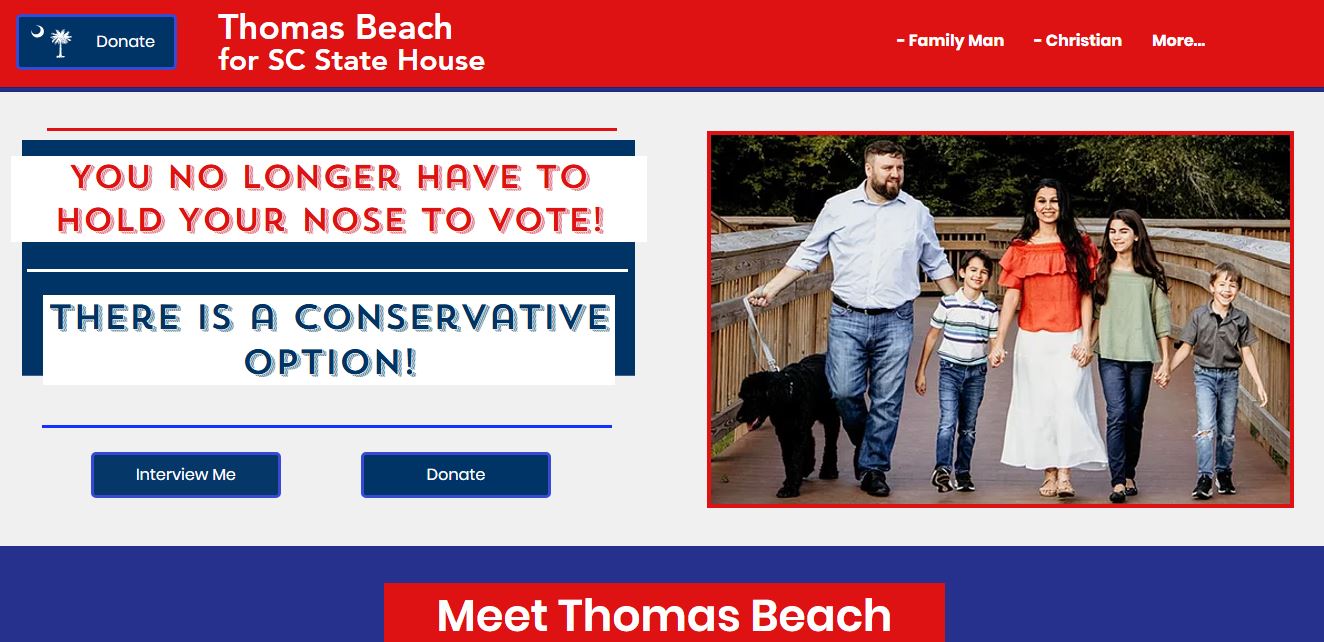 Donate
Thomas Beach
for SC State House
- Family Man
- Christian
More...
YOU NO LONGER HAVE TO
HOLD YOUR NOSE TO VOTE!
THERE IS A CONSERVATIVE
OPTION!
Interview Me
Donate
Meet Thomas Beach